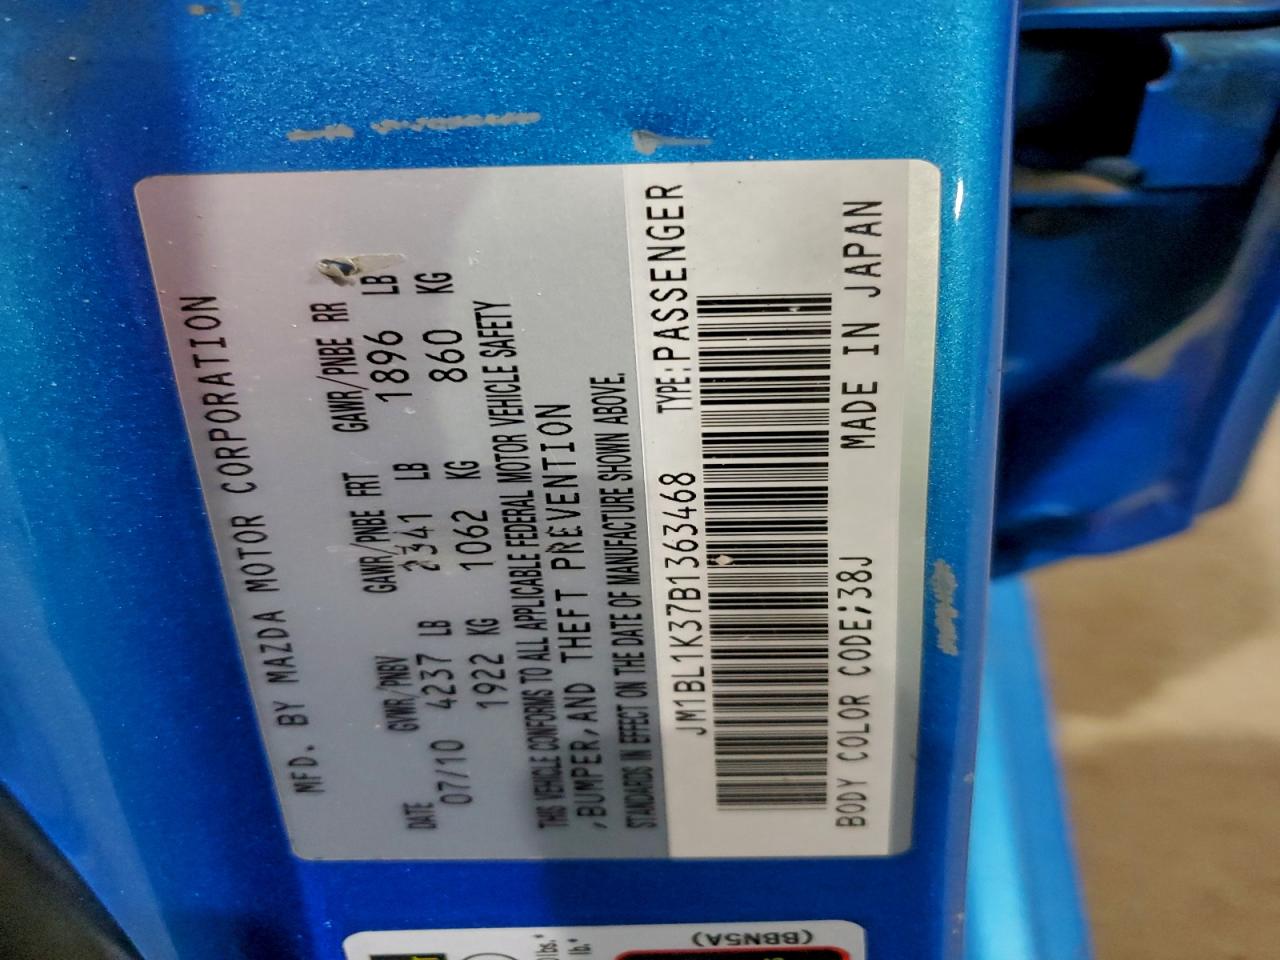 MFD. BY MAZDA MOTOR CORPORATION
DATE GVWR/PNBV GAWR/PNBE FRT GAWR/PNBE RR
07/10 4237 LB 2341 LB 1896 LB
1922 KG 1062 KG 860 KG
THIS VEHICLE CONFORMS TO ALL APPLICABLE FEDERAL MOTOR VEHICLE SAFETY
,BUMPER,AND THEFT PREVENTION
STANDARDS IN EFFECT ON THE DATE OF MANUFACTURE SHOWN ABOVE.
JM1BL1K37B1363468 TYPE:PASSENGER
BODY COLOR CODE;38J MADE IN JAPAN
(BBN5A)
lbs.*
lb.*